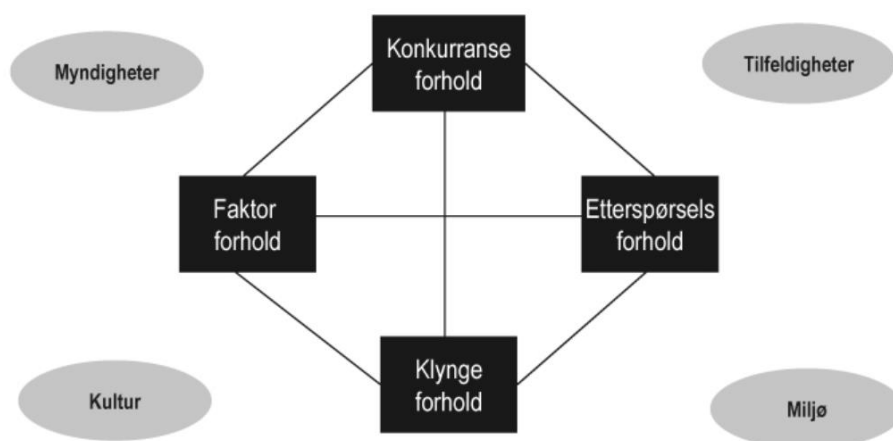 Konkurranse
forhold
Myndigheter
Tilfeldigheter
Faktor
forhold
Etterspørsels
forhold
Klynge
forhold
Kultur
Miljø